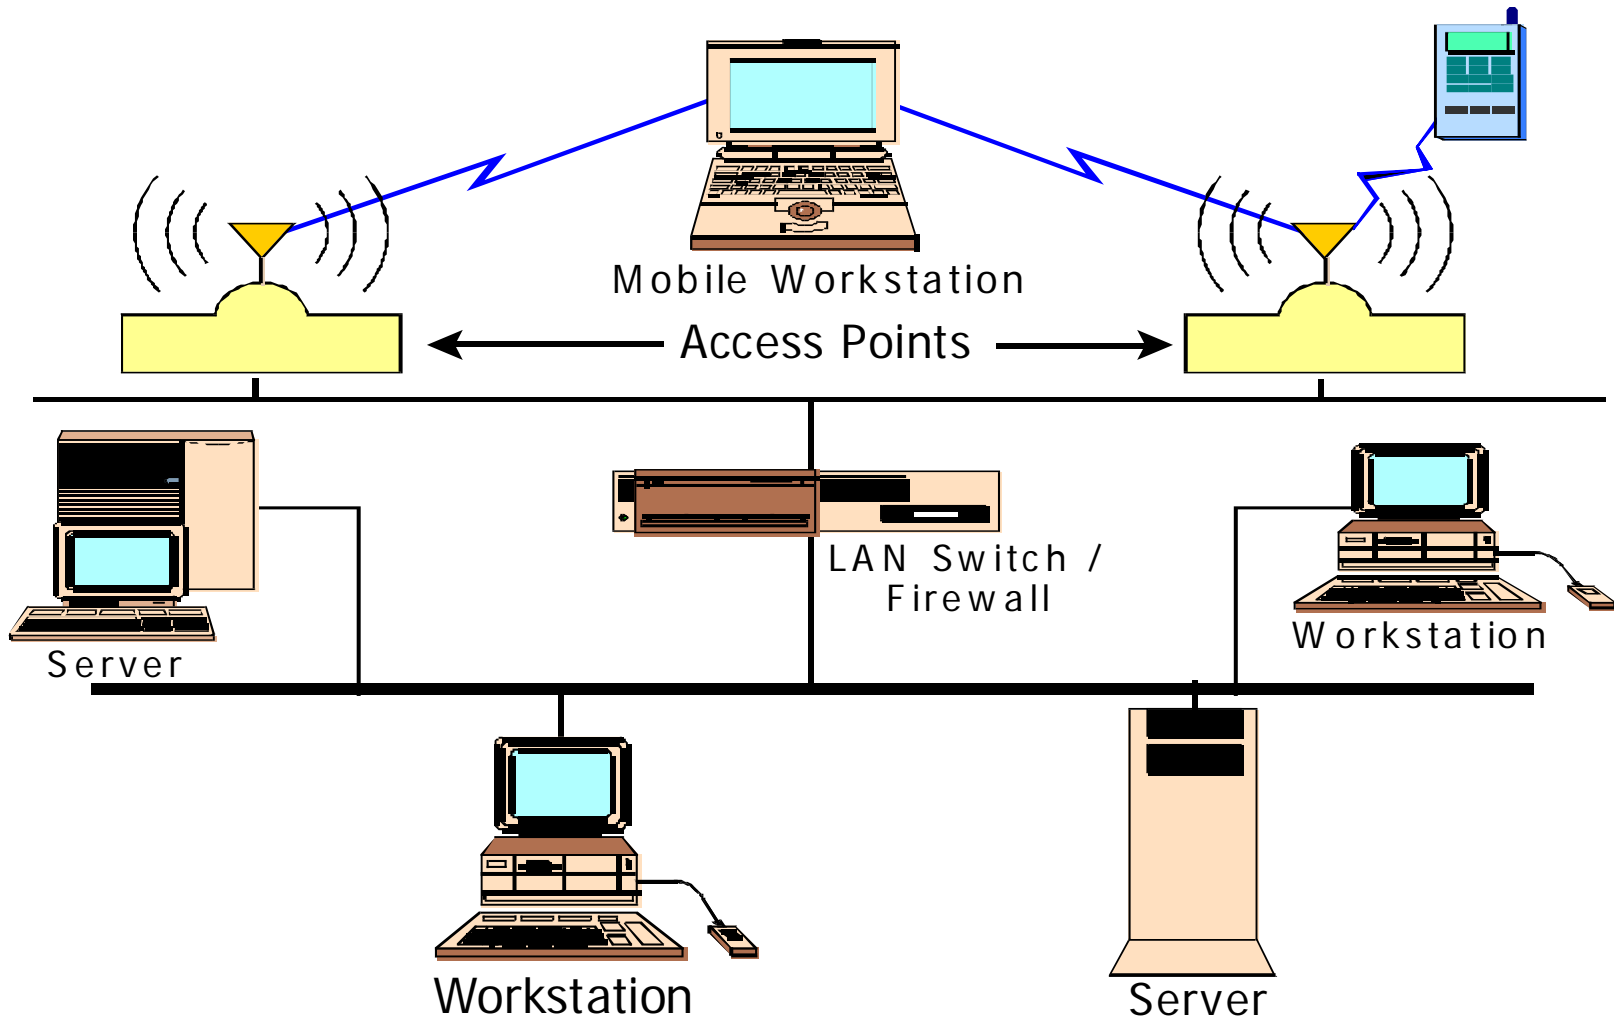 Mobile Workstation
Access Points
LAN Switch /
Firewall
Workstation
Server
Workstation
Server